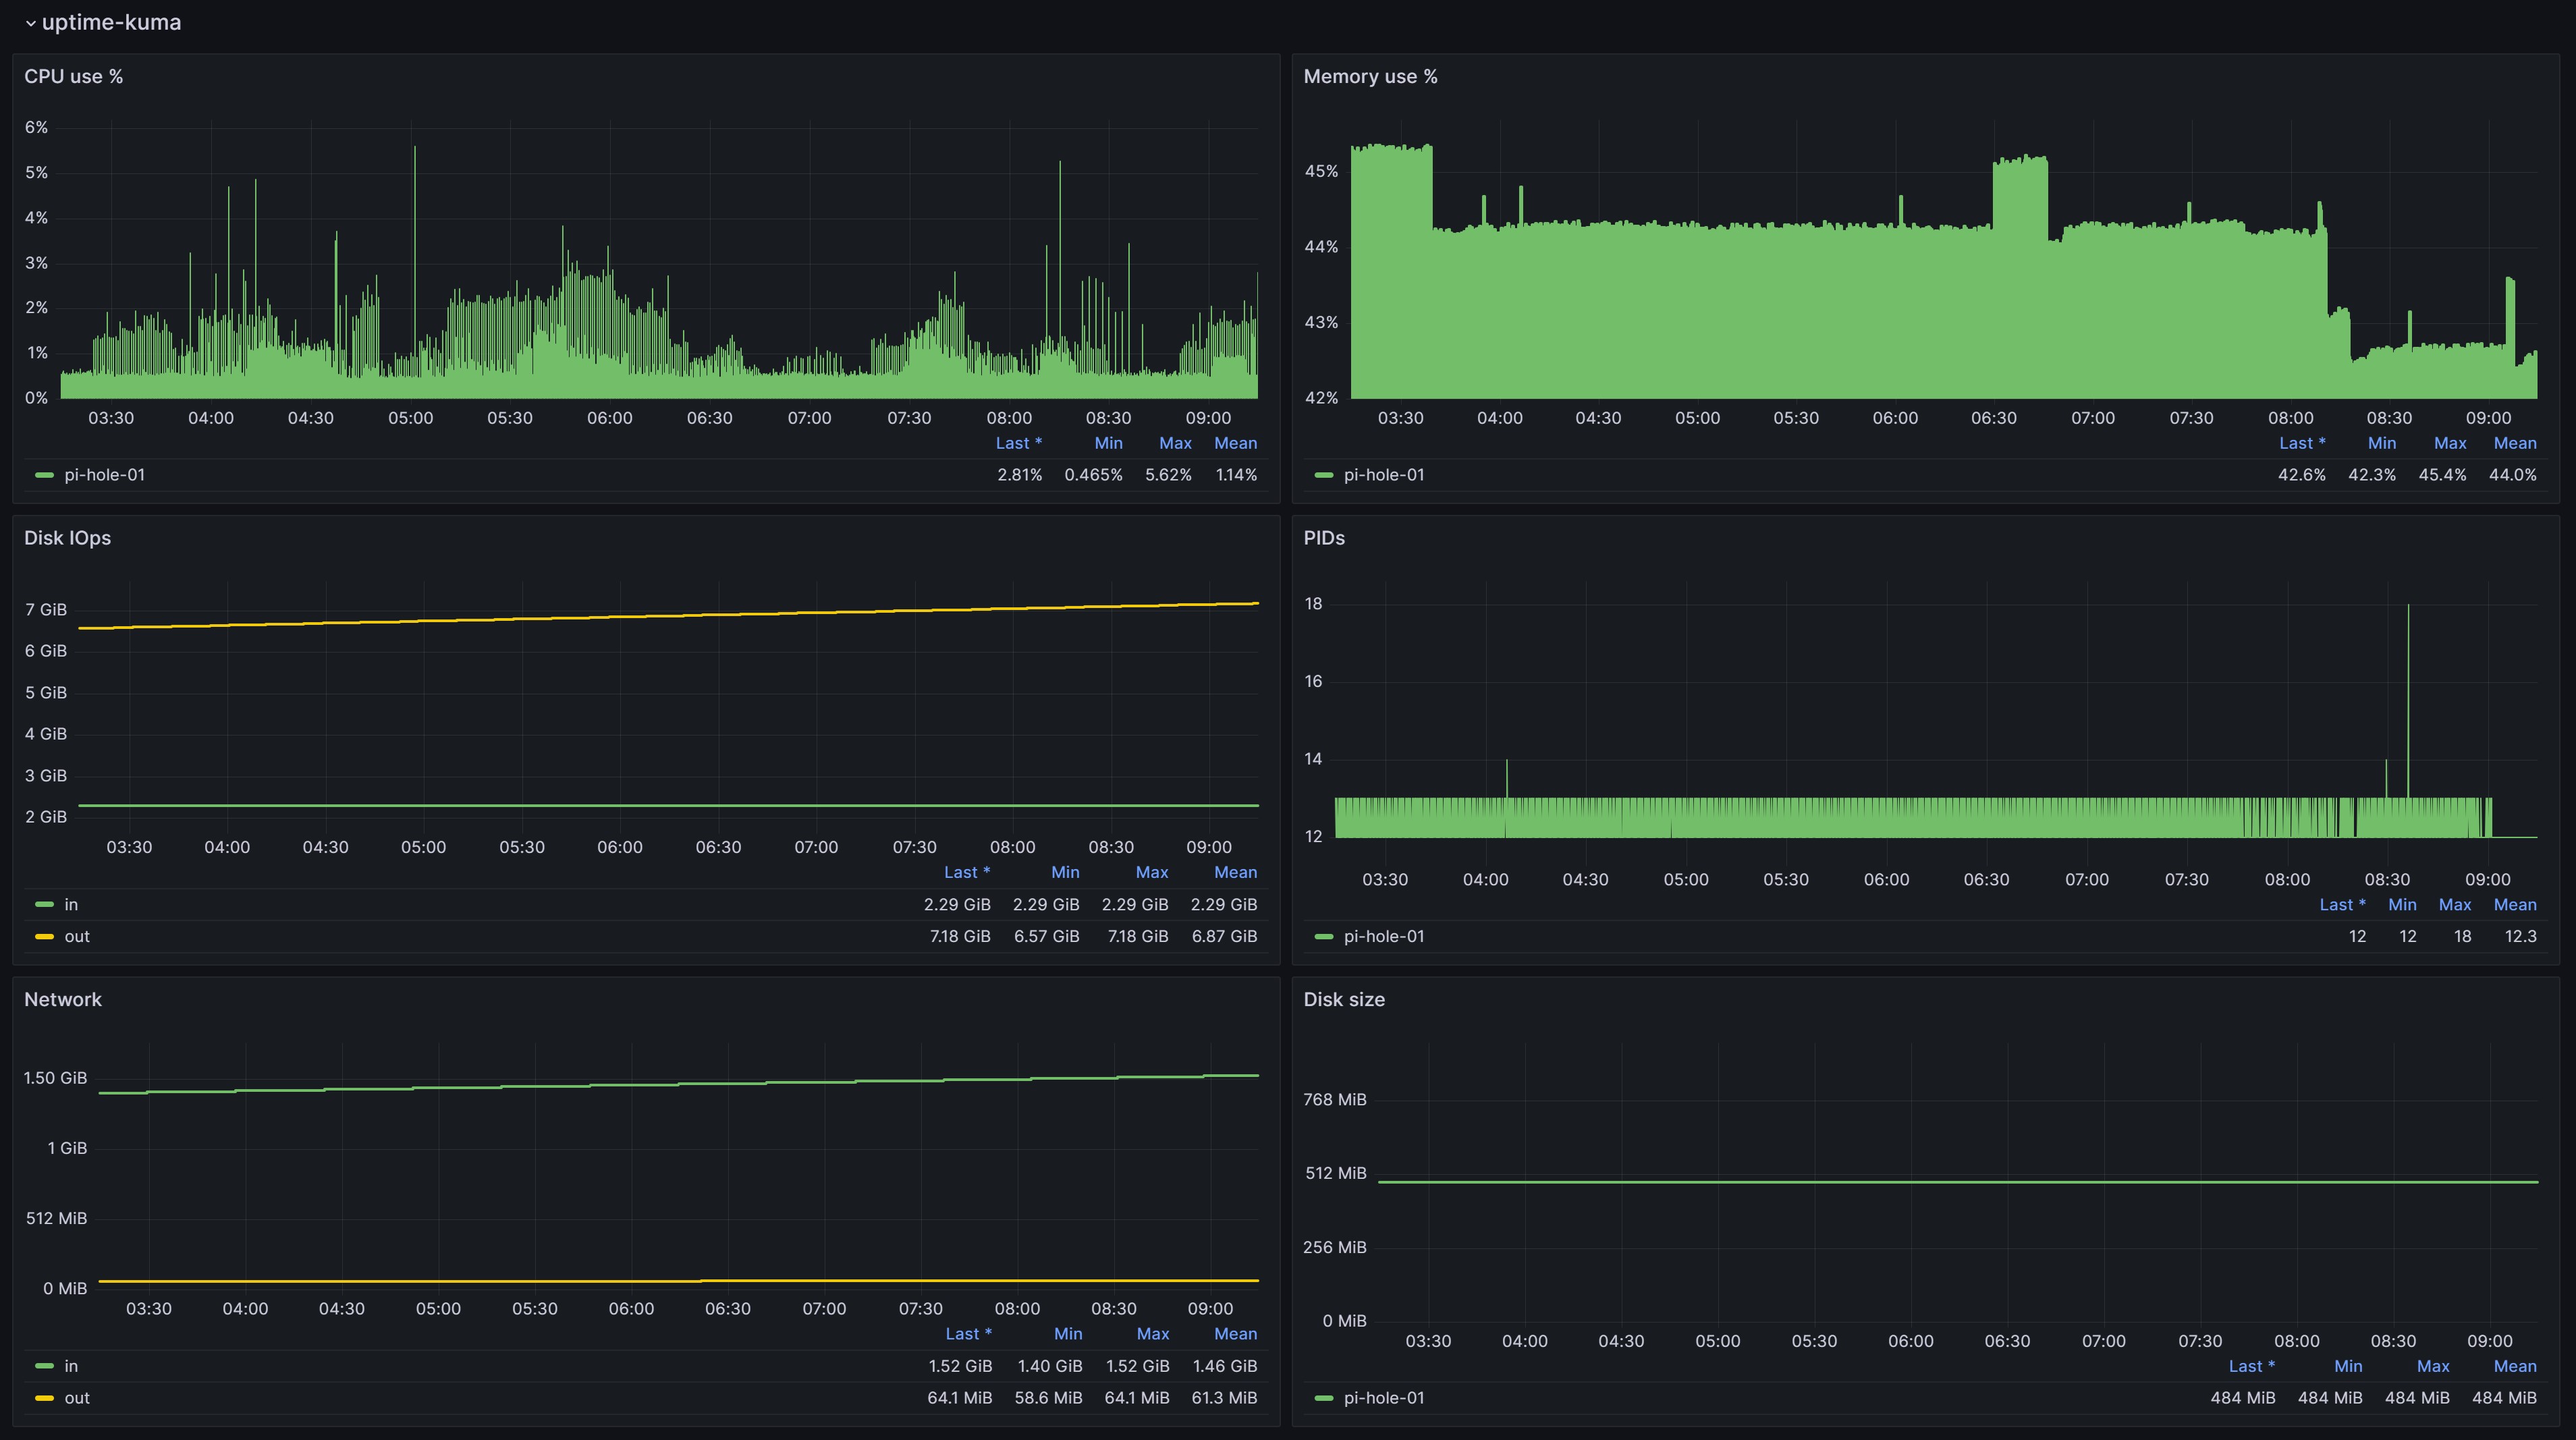 uptime-kuma
CPU use %
6%
5%
4%
3%
2%
1%
0%
03:30 04:00 04:30 05:00 05:30 06:00 06:30 07:00 07:30 08:00 08:30 09:00
Last * Min Max Mean
pi-hole-01 2.81% 0.465% 5.62% 1.14%
Memory use %
45%
44%
43%
42%
03:30 04:00 04:30 05:00 05:30 06:00 06:30 07:00 07:30 08:00 08:30 09:00
Last * Min Max Mean
pi-hole-01 42.6% 42.3% 45.4% 44.0%
Disk IOps
7 GiB
6 GiB
5 GiB
4 GiB
3 GiB
2 GiB
03:30 04:00 04:30 05:00 05:30 06:00 06:30 07:00 07:30 08:00 08:30 09:00
Last * Min Max Mean
in 2.29 GiB 2.29 GiB 2.29 GiB 2.29 GiB
out 7.18 GiB 6.57 GiB 7.18 GiB 6.87 GiB
PIDs
18
16
14
12
03:30 04:00 04:30 05:00 05:30 06:00 06:30 07:00 07:30 08:00 08:30 09:00
Last * Min Max Mean
pi-hole-01 12 12 18 12.3
Network
1.50 GiB
1 GiB
512 MiB
0 MiB
03:30 04:00 04:30 05:00 05:30 06:00 06:30 07:00 07:30 08:00 08:30 09:00
Last * Min Max Mean
in 1.52 GiB 1.40 GiB 1.52 GiB 1.46 GiB
out 64.1 MiB 58.6 MiB 64.1 MiB 61.3 MiB
Disk size
768 MiB
512 MiB
256 MiB
0 MiB
03:30 04:00 04:30 05:00 05:30 06:00 06:30 07:00 07:30 08:00 08:30 09:00
Last * Min Max Mean
pi-hole-01 484 MiB 484 MiB 484 MiB 484 MiB